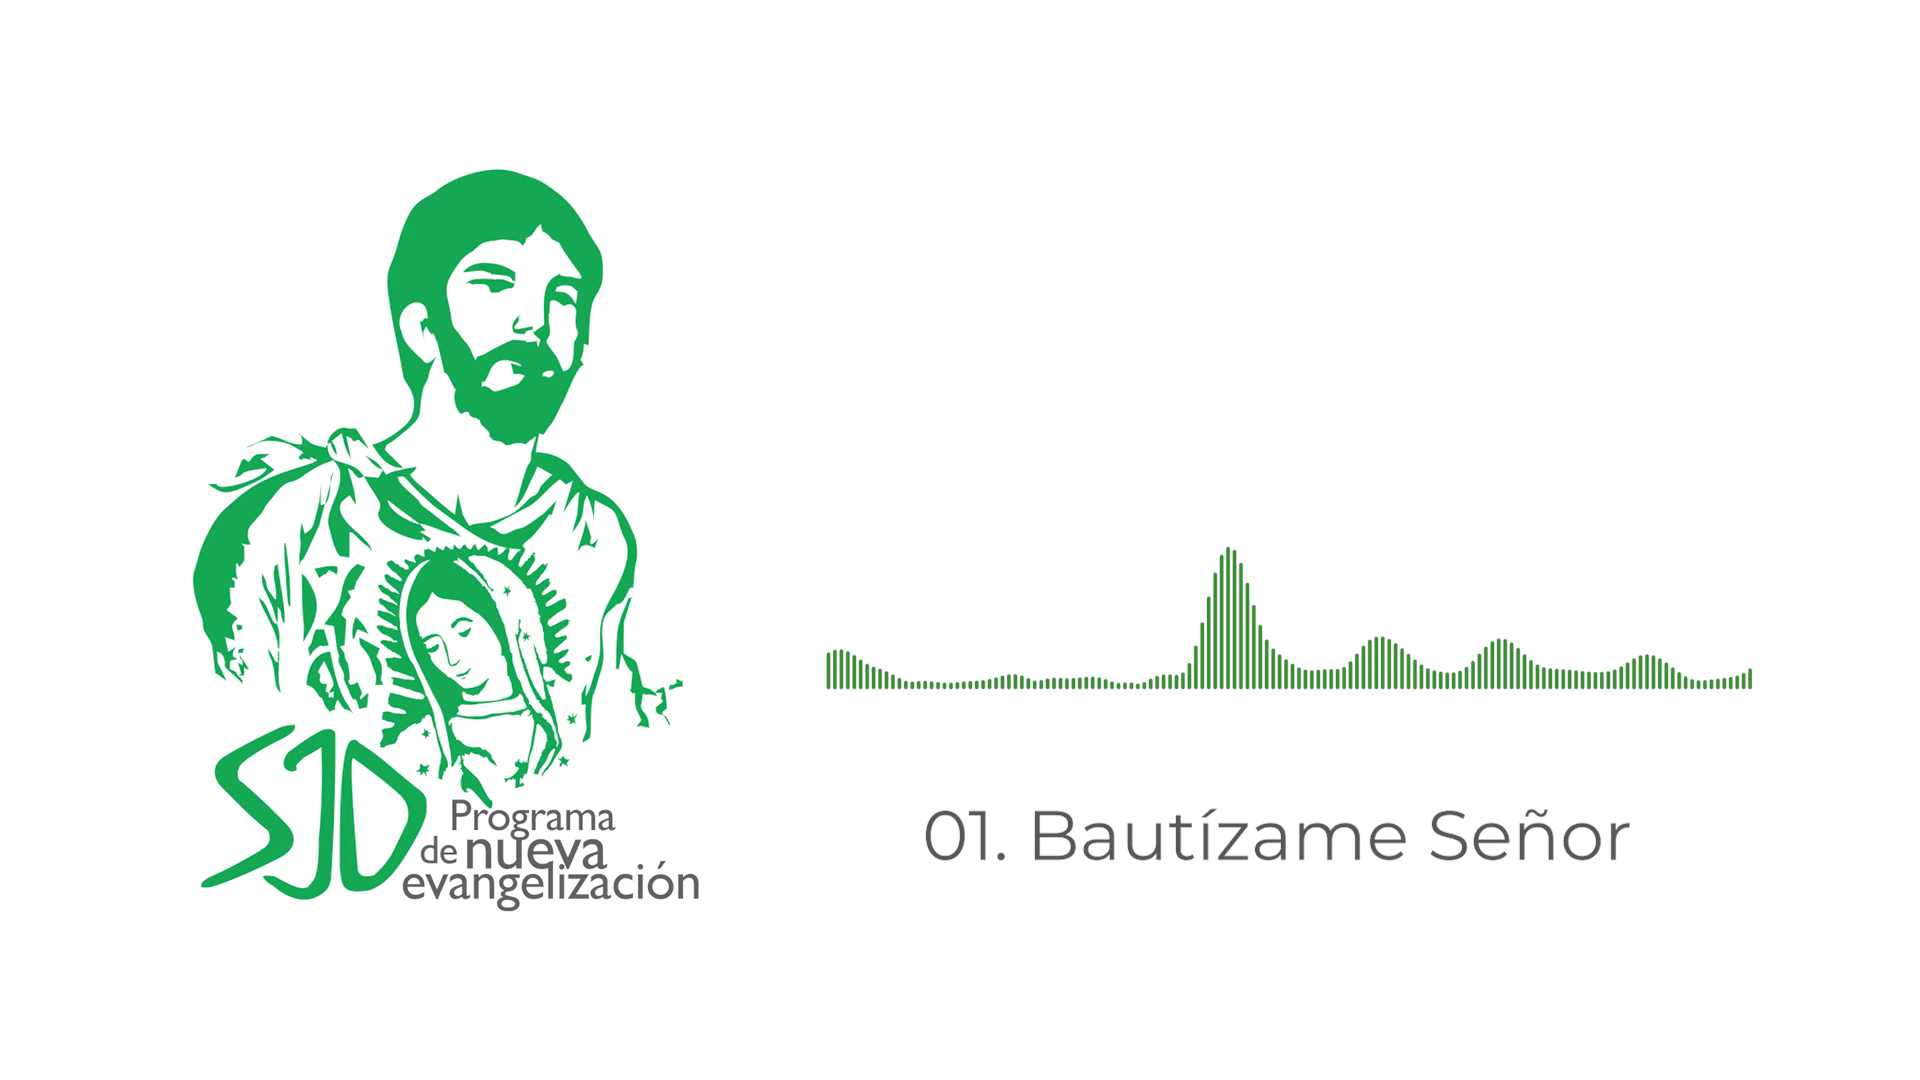 SJD
Programa
de nueva
evangelización
01. Bautízame Señor